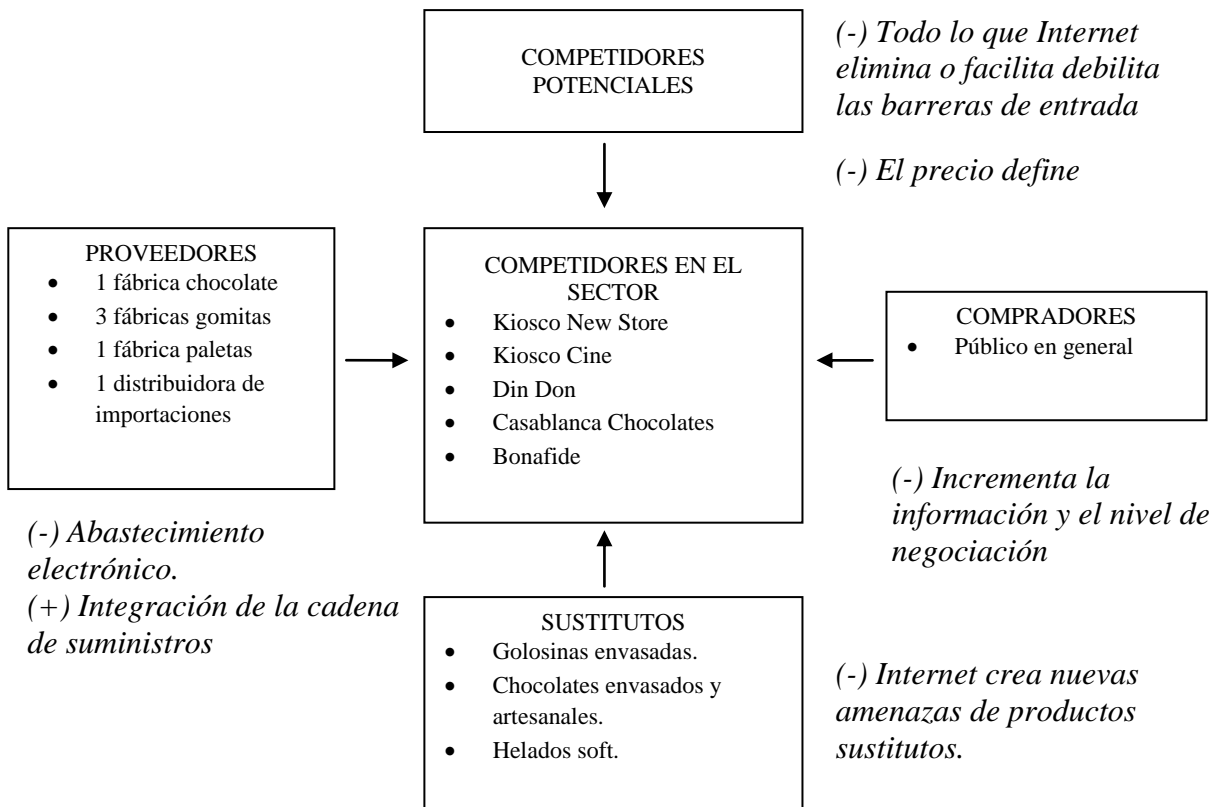 COMPETIDORES
POTENCIALES
(-) Todo lo que Internet
elimina o facilita debilita
las barreras de entrada
(-) El precio define
PROVEEDORES
• 1 fábrica chocolate
• 3 fábricas gomitas
• 1 fábrica paletas
• 1 distribuidora de
importaciones
COMPETIDORES EN EL
SECTOR
• Kiosco New Store
• Kiosco Cine
• Din Don
• Casablanca Chocolates
• Bonafide
COMPRADORES
• Público en general
(-) Abastecimiento
electrónico.
(+) Integración de la cadena
de suministros
(-) Incrementa la
información y el nivel de
negociación
SUSTITUTOS
• Golosinas envasadas.
• Chocolates envasados y
artesanales.
• Helados soft.
(-) Internet crea nuevas
amenazas de productos
sustitutos.